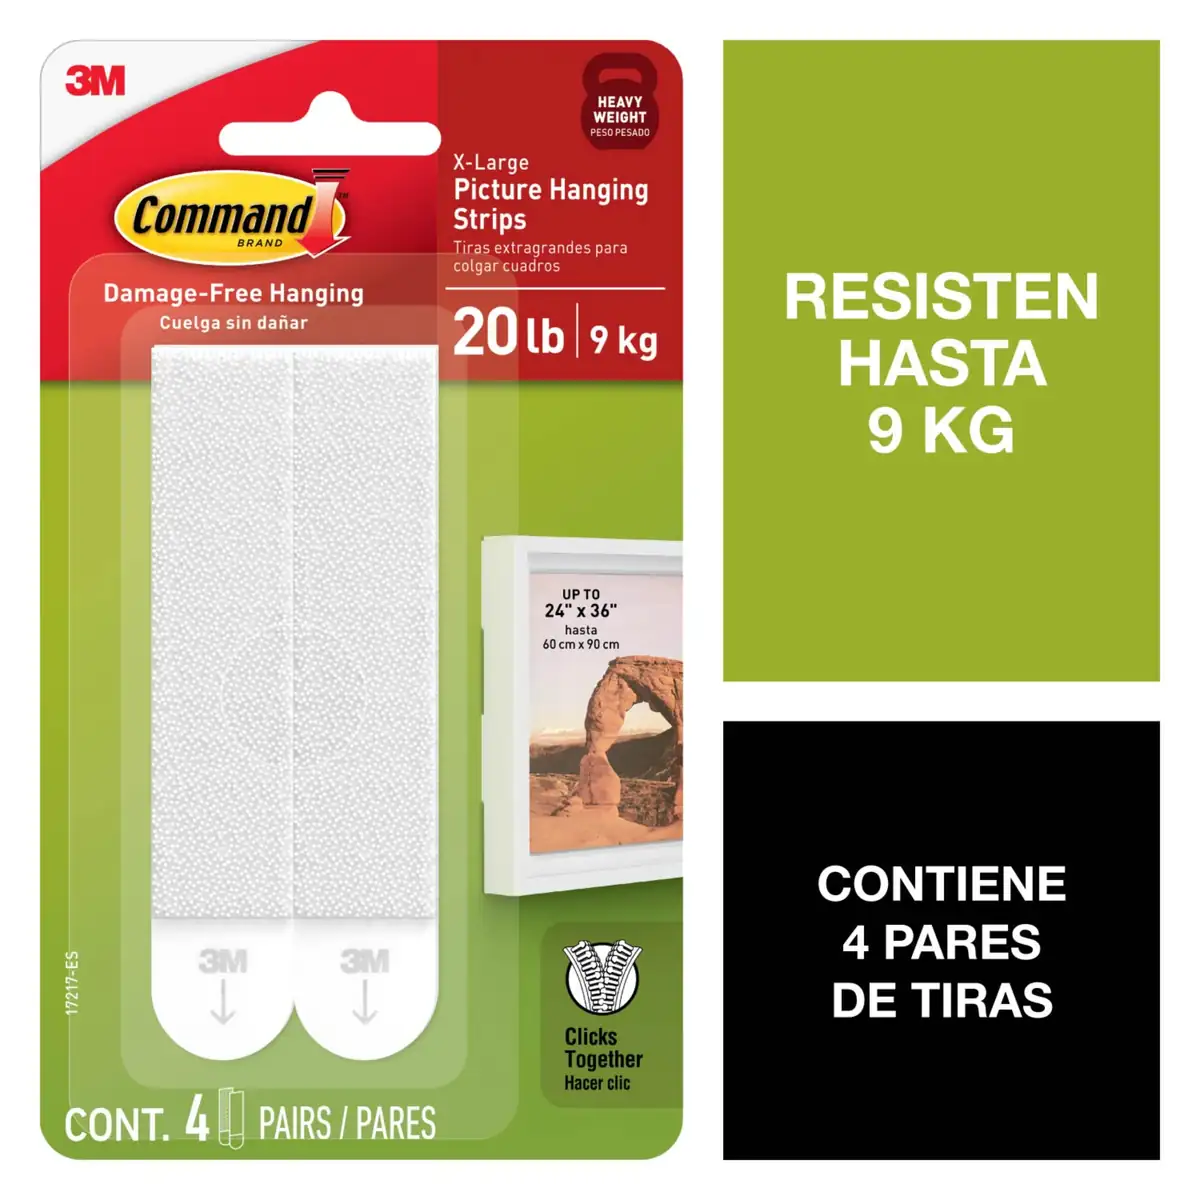 3M
HEAVY
WEIGHT
PESO PESADO
X-Large
Picture Hanging
Strips
Tiras extragrandes para
colgar cuadros
20 lb | 9 kg
Command™
BRAND
Damage-Free Hanging
Cuelga sin dañar
UP TO
24" x 36"
hasta
60 cm x 90 cm
3M 3M
17217-ES
Clicks
Together
Hacer clic
CONT. 4 PAIRS / PARES
RESISTEN
HASTA
9 KG
CONTIENE
4 PARES
DE TIRAS